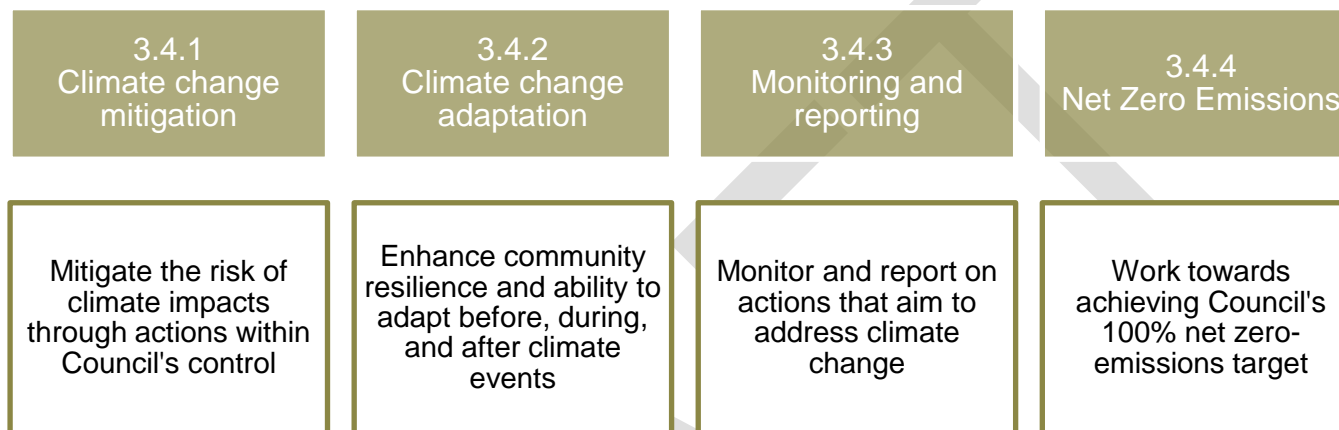 3.4.1
Climate change
mitigation
3.4.2
Climate change
adaptation
3.4.3
Monitoring and
reporting
3.4.4
Net Zero Emissions
Mitigate the risk of
climate impacts
through actions within
Council's control
Enhance community
resilience and ability to
adapt before, during,
and after climate
events
Monitor and report on
actions that aim to
address climate
change
Work towards
achieving Council's
100% net zero-
emissions target